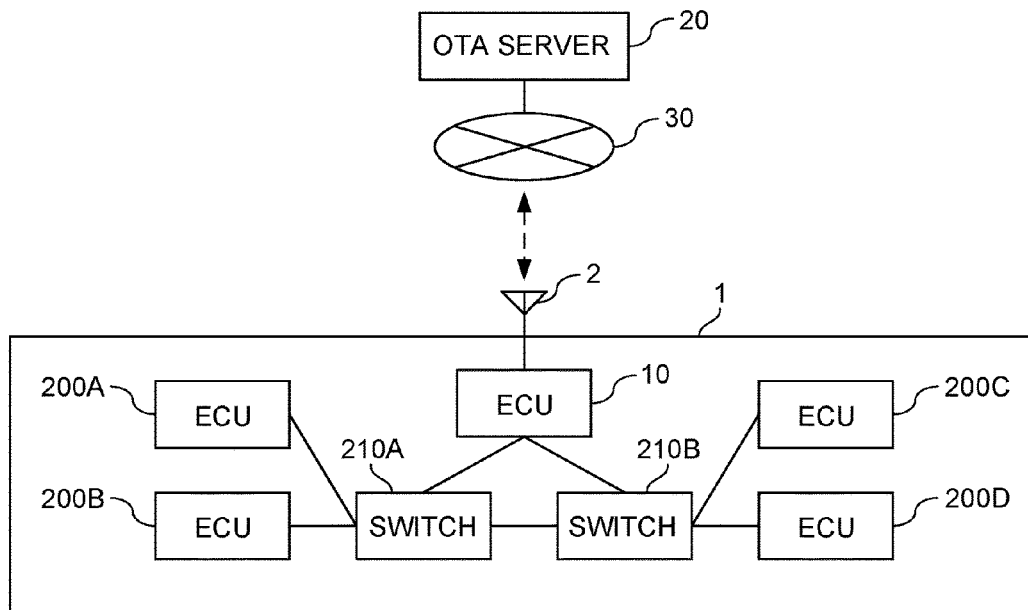 OTA SERVER
20
30
2
1
200A
ECU
ECU
10
ECU
200C
210A
210B
200B
ECU
SWITCH
SWITCH
ECU
200D